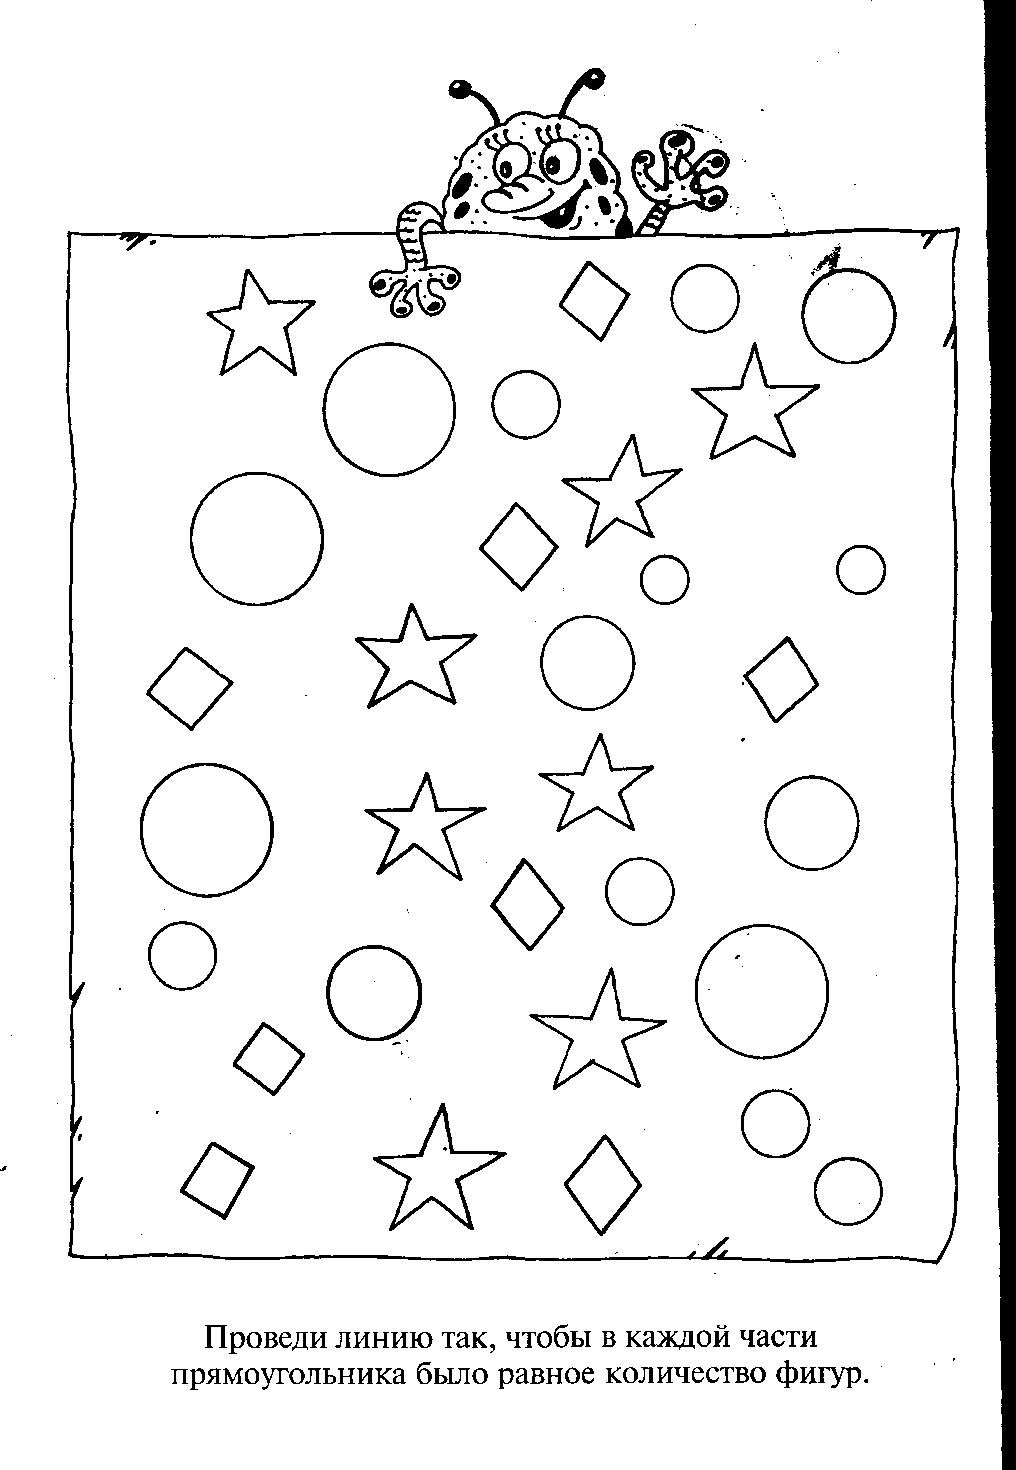 Проведи линию так, чтобы в каждой части
прямоугольника было равное количество фигур.